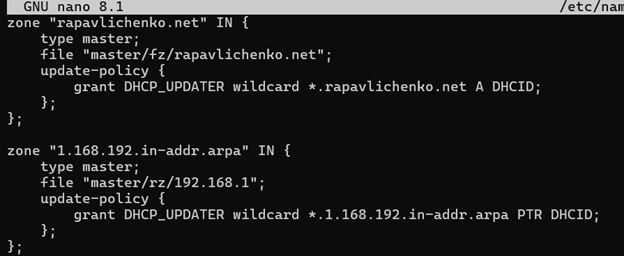 GNU nano 8.1 /etc/nam
zone "rapavlichenko.net" IN {
    type master;
    file "master/fz/rapavlichenko.net";
    update-policy {
        grant DHCP_UPDATER wildcard *.rapavlichenko.net A DHCID;
    };
};

zone "1.168.192.in-addr.arpa" IN {
    type master;
    file "master/rz/192.168.1";
    update-policy {
        grant DHCP_UPDATER wildcard *.1.168.192.in-addr.arpa PTR DHCID;
    };
};